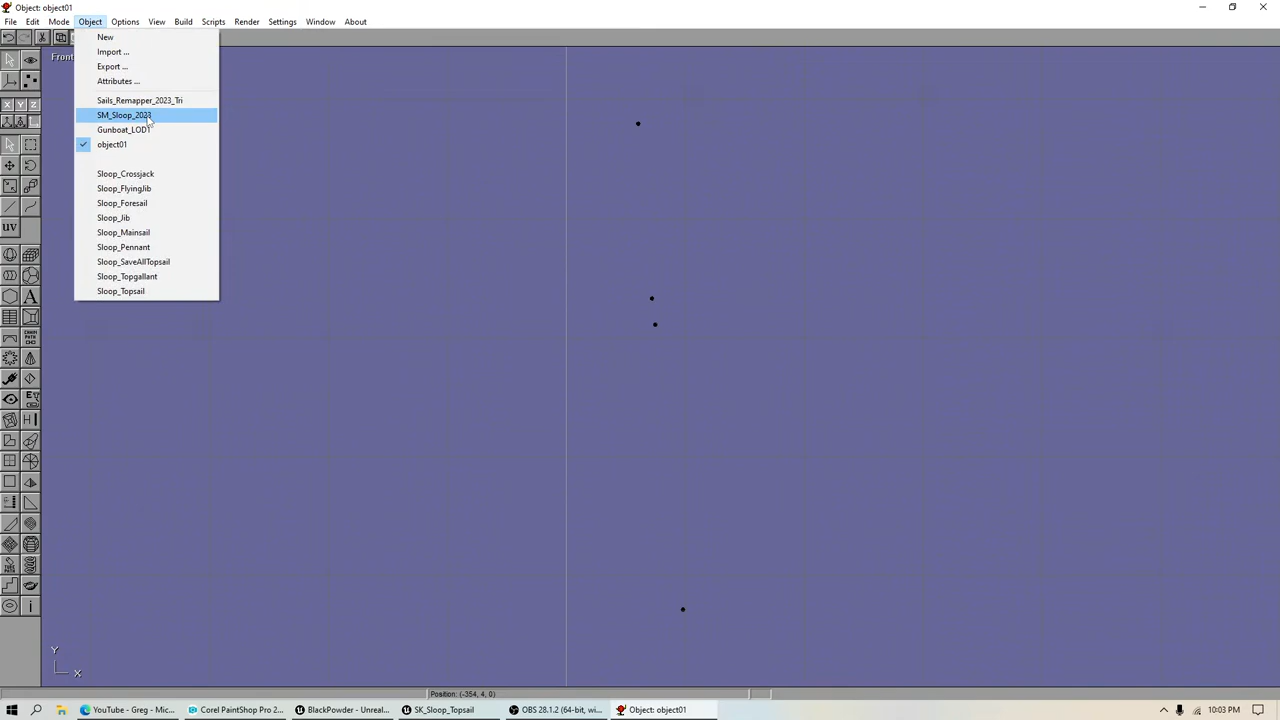 Object: object01
File Edit Mode Object Options View Build Scripts Render Settings Window About
New
Front
Import ...
Export ...
Attributes ...
Sails_Remapper_2023_Tri
X Y Z
SM_Sloop_2023
Gunboat_LOD1
object01
Sloop_Crossjack
Sloop_FlyingJib
Sloop_Foresail
Sloop_Jib
uv
Sloop_Mainsail
Sloop_Pennant
Sloop_SaveAllTopsail
Sloop_Topgallant
Sloop_Topsail
A
Y
X
Position: (-354, 4, 0)
YouTube - Greg - Mic... Corel PaintShop Pro 2... BlackPowder - Unreal... SK_Sloop_Topsail OBS 28.1.2 (64-bit, wi... Object: object01 10:03 PM